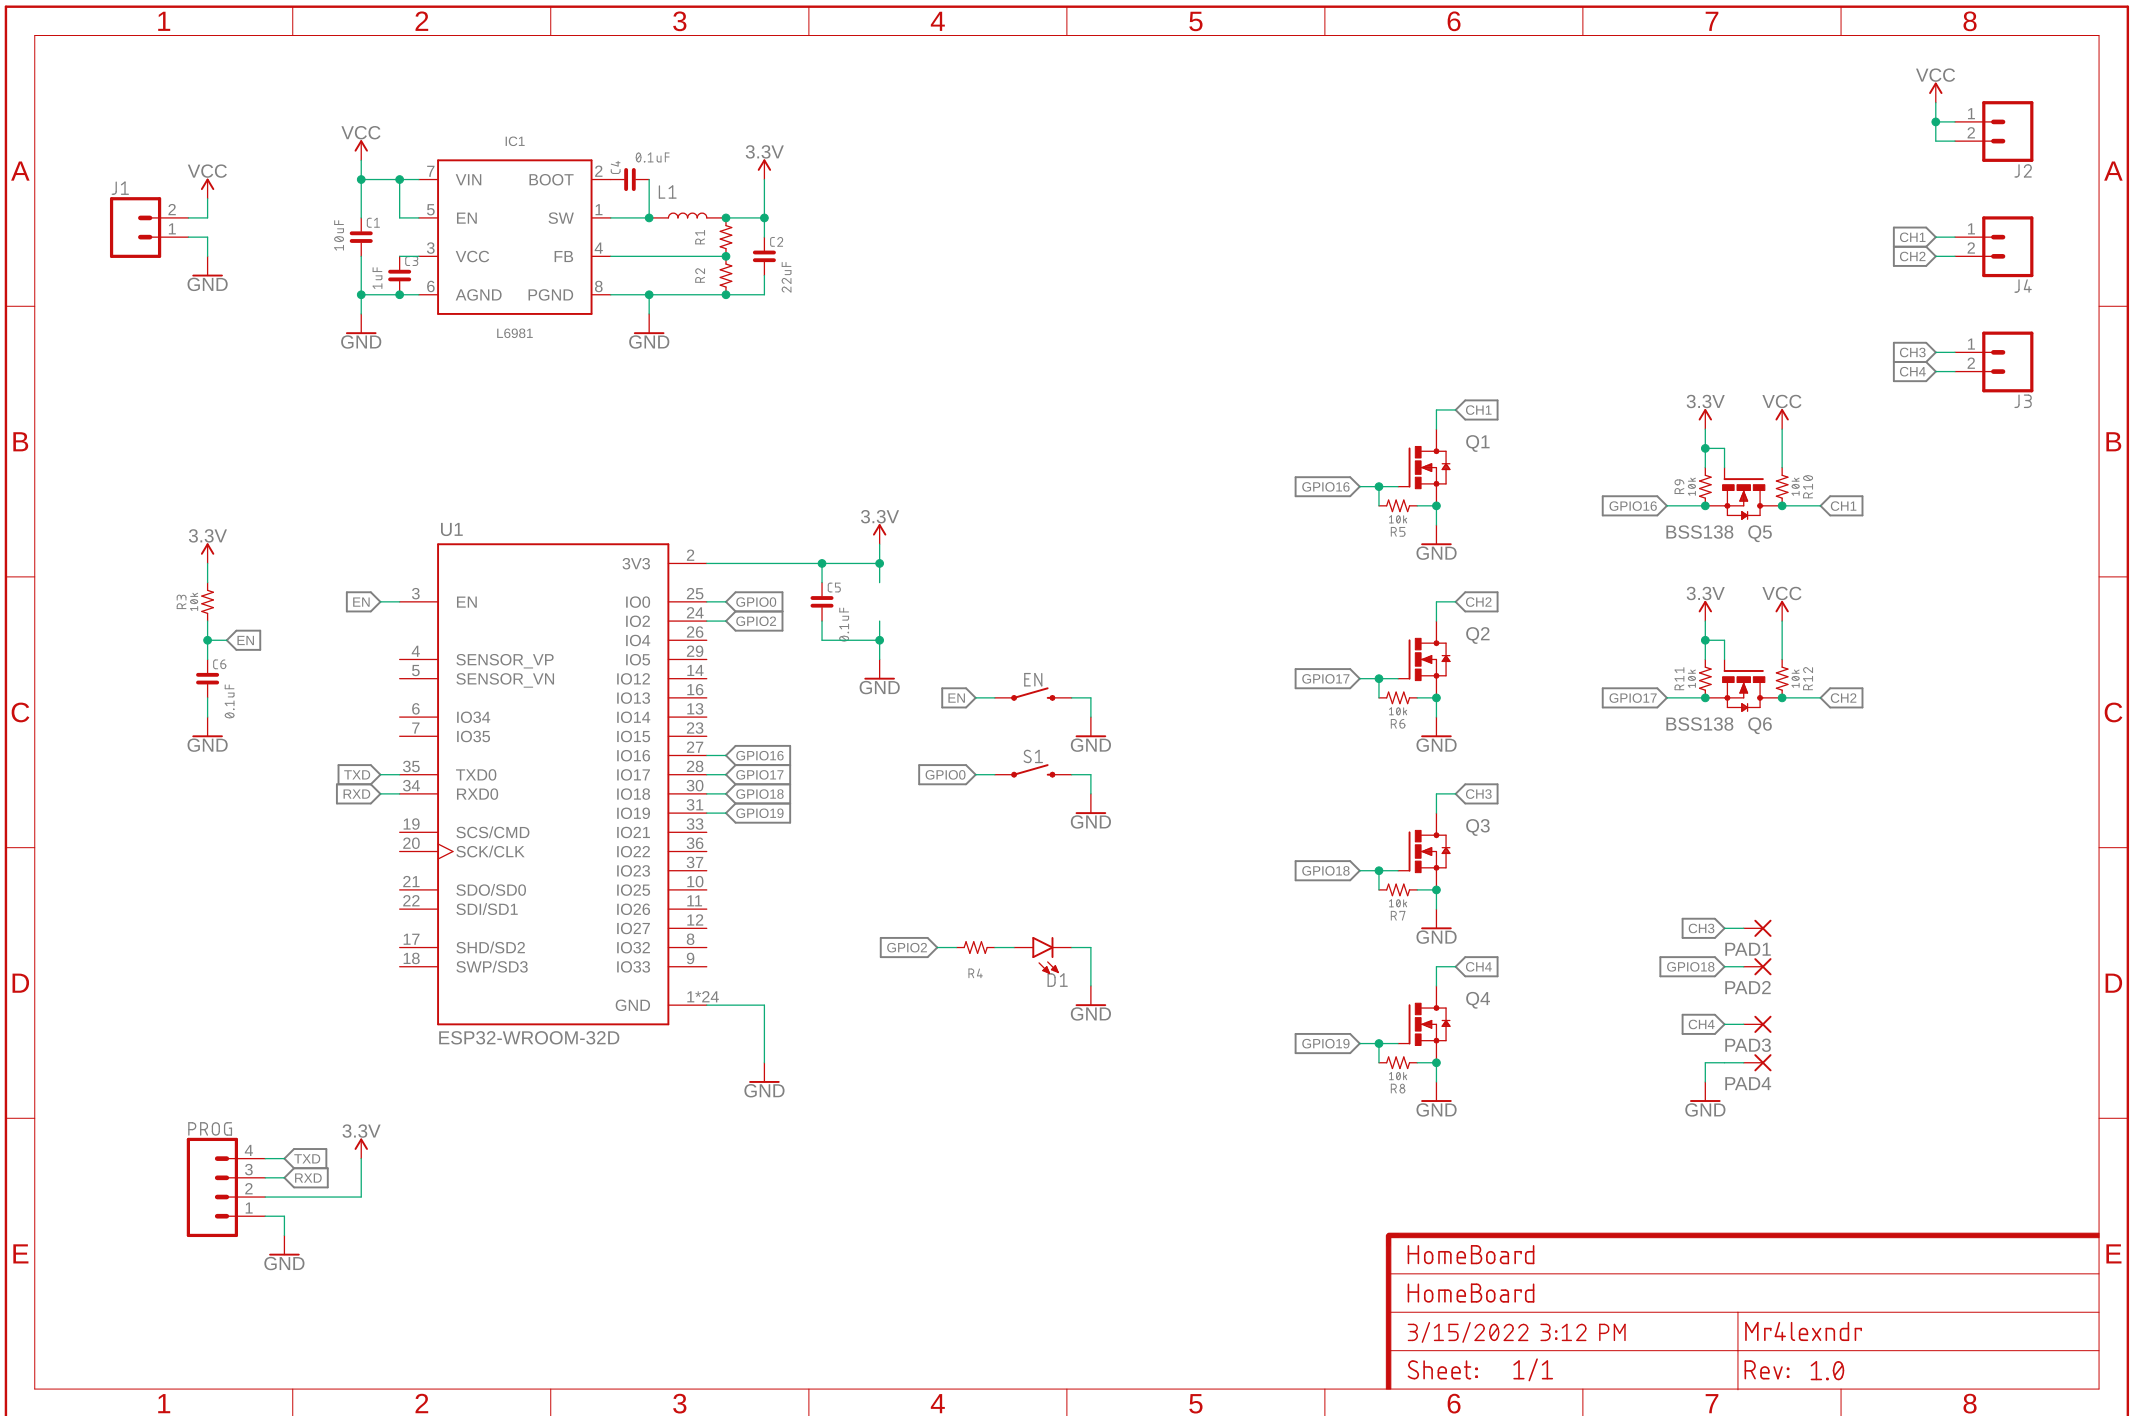 1 2 3 4 5 6 7 8
A A
B B
C C
D D
E E
J1
VCC
2
1
GND
VCC
10uF
C1
1uF
C3
GND
IC1
7 VIN BOOT 2
5 EN SW 1
3 VCC FB 4
6 AGND PGND 8
L6981
C4
0.1uF
L1
R1
R2
3.3V
C2
22uF
GND
VCC
1
2
J2
CH1 1
CH2 2
J4
CH3 1
CH4 2
J3
3.3V
R3
10k
EN
C6
0.1uF
GND
U1
3V3 2
EN 3 EN IO0 25 GPIO0
IO2 24 GPIO2
IO4 26
4 SENSOR_VP IO5 29
5 SENSOR_VN IO12 14
IO13 16
6 IO34 IO14 13
7 IO35 IO15 23
IO16 27 GPIO16
TXD 35 TXD0 IO17 28 GPIO17
RXD 34 RXD0 IO18 30 GPIO18
IO19 31 GPIO19
19 SCS/CMD IO21 33
20 SCK/CLK IO22 36
IO23 37
21 SDO/SD0 IO25 10
22 SDI/SD1 IO26 11
IO27 12
17 SHD/SD2 IO32 8
18 SWP/SD3 IO33 9
GND 1*24
ESP32-WROOM-32D
GND
3.3V
C5
0.1uF
GND
EN
EN
GND
S1
GPIO0
GND
GPIO2
R4
D1
GND
CH1
Q1
GPIO16
10k
R5
GND
CH2
Q2
GPIO17
10k
R6
GND
CH3
Q3
GPIO18
10k
R7
GND
CH4
Q4
GPIO19
10k
R8
GND
3.3V VCC
R9
10k
10k
R10
GPIO16 CH1
BSS138 Q5
3.3V VCC
R11
10k
10k
R12
GPIO17 CH2
BSS138 Q6
CH3
PAD1
GPIO18
PAD2
CH4
PAD3
PAD4
GND
PROG
3.3V
4 TXD
3 RXD
2
1
GND
HomeBoard
HomeBoard
3/15/2022 3:12 PM Mr4lexndr
Sheet: 1/1 Rev: 1.0
1 2 3 4 5 6 7 8